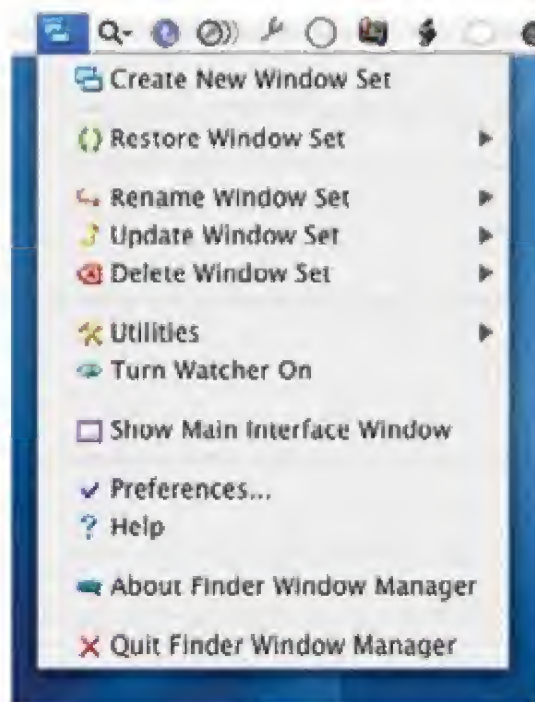 Create New Window Set
Restore Window Set
Rename Window Set
Update Window Set
Delete Window Set
Utilities
Turn Watcher On
Show Main Interface Window
Preferences...
Help
About Finder Window Manager
Quit Finder Window Manager